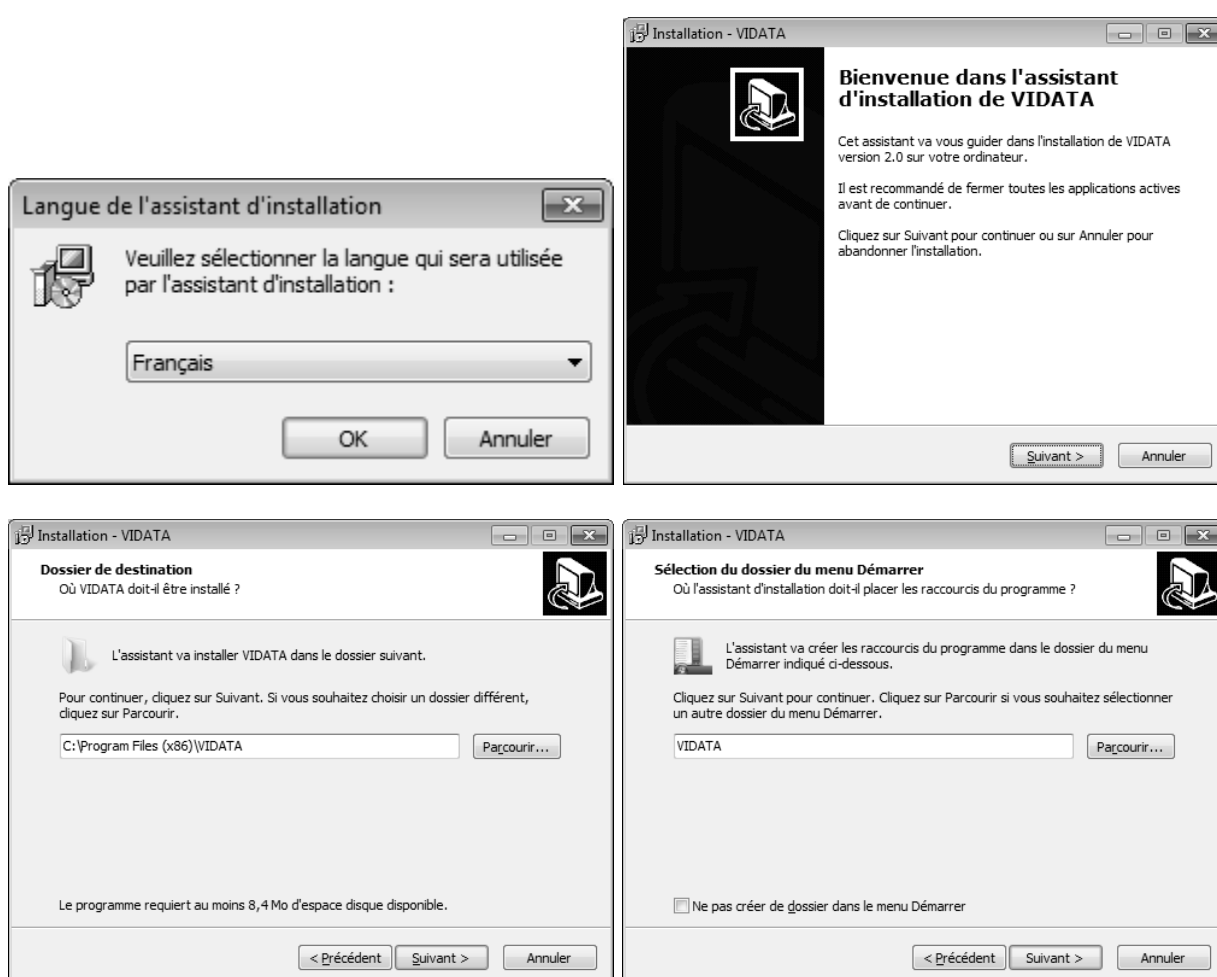 Langue de l'assistant d'installation
Veuillez sélectionner la langue qui sera utilisée
par l'assistant d'installation :
Français
OK
Annuler
Installation - VIDATA
Bienvenue dans l'assistant
d'installation de VIDATA
Cet assistant va vous guider dans l'installation de VIDATA
version 2.0 sur votre ordinateur.
Il est recommandé de fermer toutes les applications actives
avant de continuer.
Cliquez sur Suivant pour continuer ou sur Annuler pour
abandonner l'installation.
Suivant >
Annuler
Installation - VIDATA
Dossier de destination
Où VIDATA doit-il être installé ?
L'assistant va installer VIDATA dans le dossier suivant.
Pour continuer, cliquez sur Suivant. Si vous souhaitez choisir un dossier différent,
cliquez sur Parcourir.
C:\Program Files (x86)\VIDATA
Parcourir...
Le programme requiert au moins 8,4 Mo d'espace disque disponible.
< Précédent
Suivant >
Annuler
Installation - VIDATA
Sélection du dossier du menu Démarrer
Où l'assistant d'installation doit-il placer les raccourcis du programme ?
L'assistant va créer les raccourcis du programme dans le dossier du menu
Démarrer indiqué ci-dessous.
Cliquez sur Suivant pour continuer. Cliquez sur Parcourir si vous souhaitez sélectionner
un autre dossier du menu Démarrer.
VIDATA
Parcourir...
Ne pas créer de dossier dans le menu Démarrer
< Précédent
Suivant >
Annuler